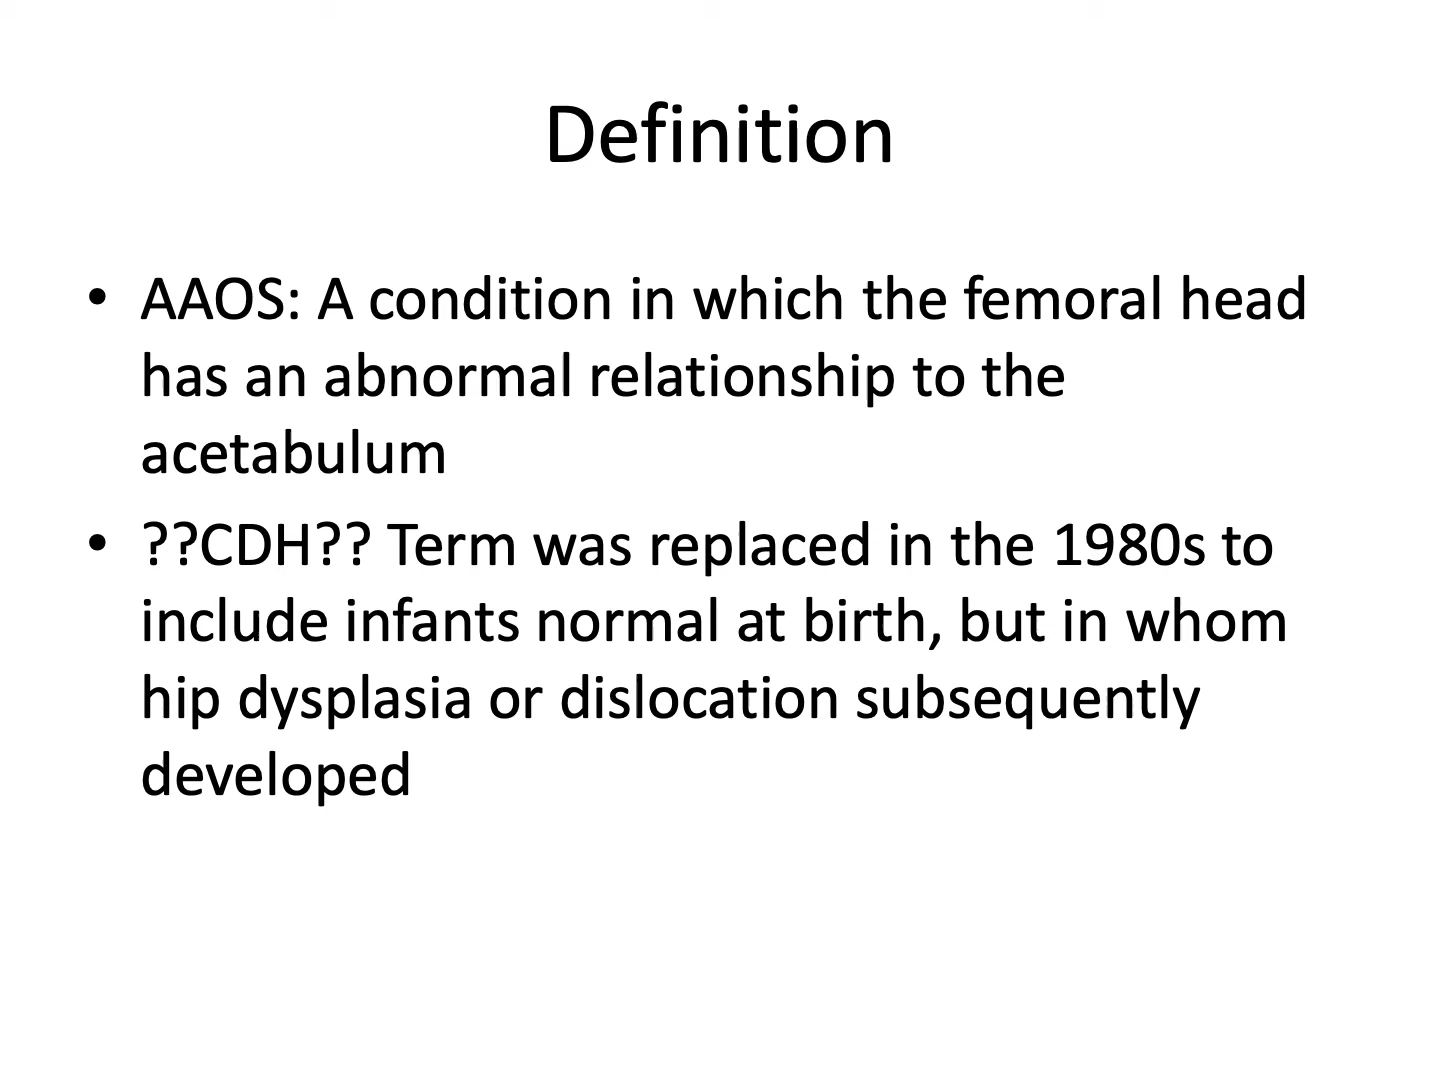 Definition
• AAOS: A condition in which the femoral head
has an abnormal relationship to the
acetabulum
• ??CDH?? Term was replaced in the 1980s to
include infants normal at birth, but in whom
hip dysplasia or dislocation subsequently
developed